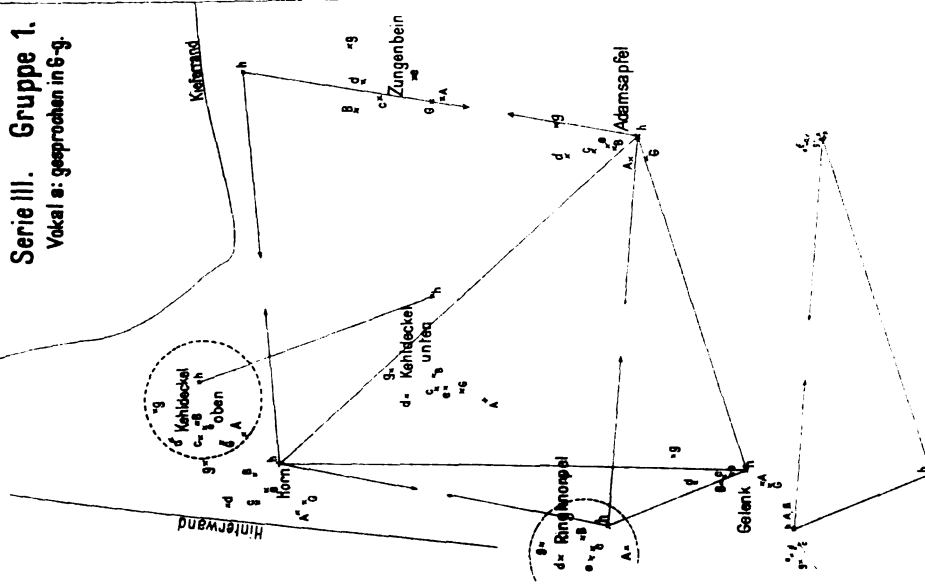 Serie III. Gruppe 1.
Vokal a: gesprochen in G-g.
Kieferrand
h
g
d
Zungenbein
e
B
c
G
A
g
Adamsapfel
h
d
c
e
B
A
G
Kehldeckel
oben
g
h
d
c
B
G
A
h
Kehldeckel
unten
g
d
c
B
e
G
A
Horn
h
g
B
d
c
e
A
G
Hinterwand
Ringknorpel
h
g
B
d
e
c
A
Gelenk
h
g
d
B
A
G
h
A
B